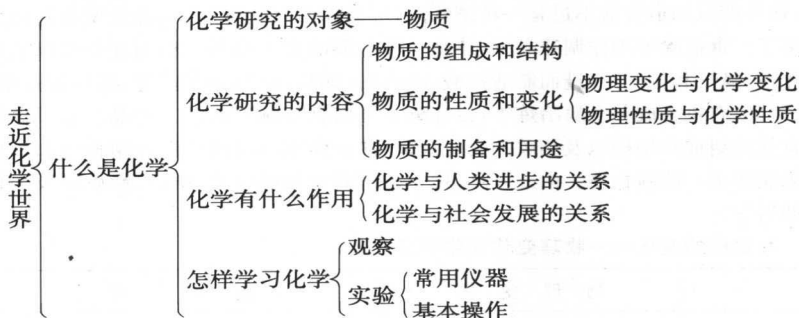 走近化学世界
什么是化学
化学研究的对象——物质
化学研究的内容
物质的组成和结构
物质的性质和变化
物理变化与化学变化
物理性质与化学性质
物质的制备和用途
化学有什么作用
化学与人类进步的关系
化学与社会发展的关系
怎样学习化学
观察
实验
常用仪器
基本操作